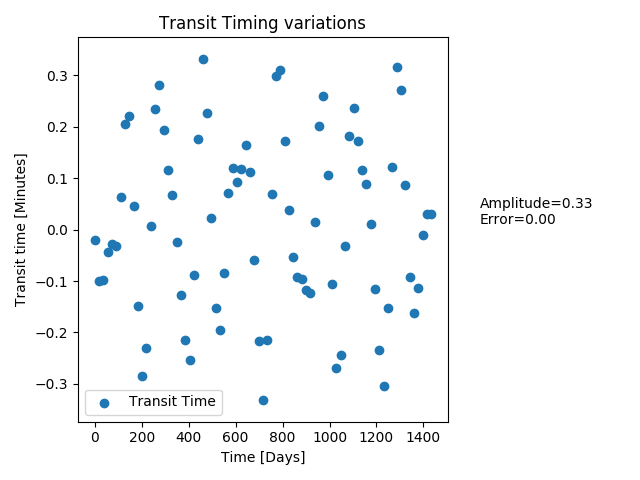 Transit Timing variations
Transit time [Minutes]
0.3
0.2
0.1
0.0
−0.1
−0.2
−0.3
Amplitude=0.33
Error=0.00
Transit Time
0 200 400 600 800 1000 1200 1400
Time [Days]